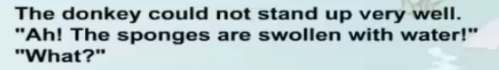 The donkey could not stand up very well.
"Ah! The sponges are swollen with water!"
"What?"